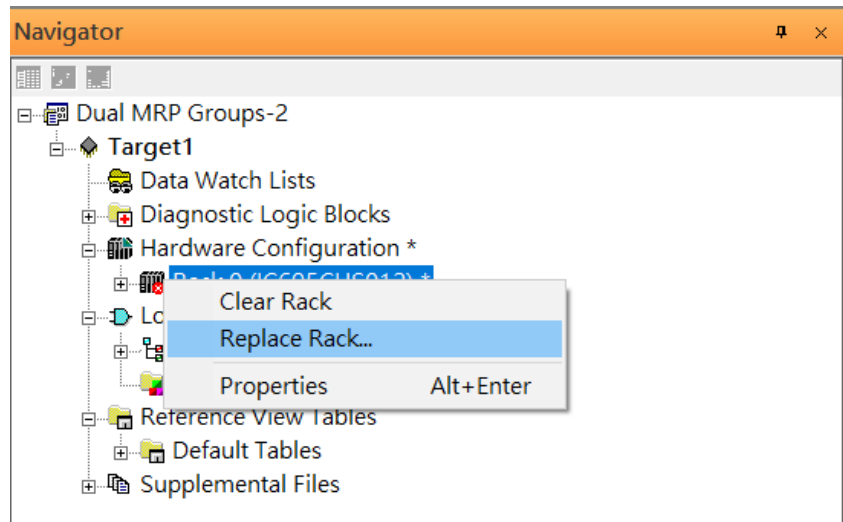 Navigator
Dual MRP Groups-2
Target1
Data Watch Lists
Diagnostic Logic Blocks
Hardware Configuration *
Clear Rack
Replace Rack...
Properties Alt+Enter
Reference View Tables
Default Tables
Supplemental Files